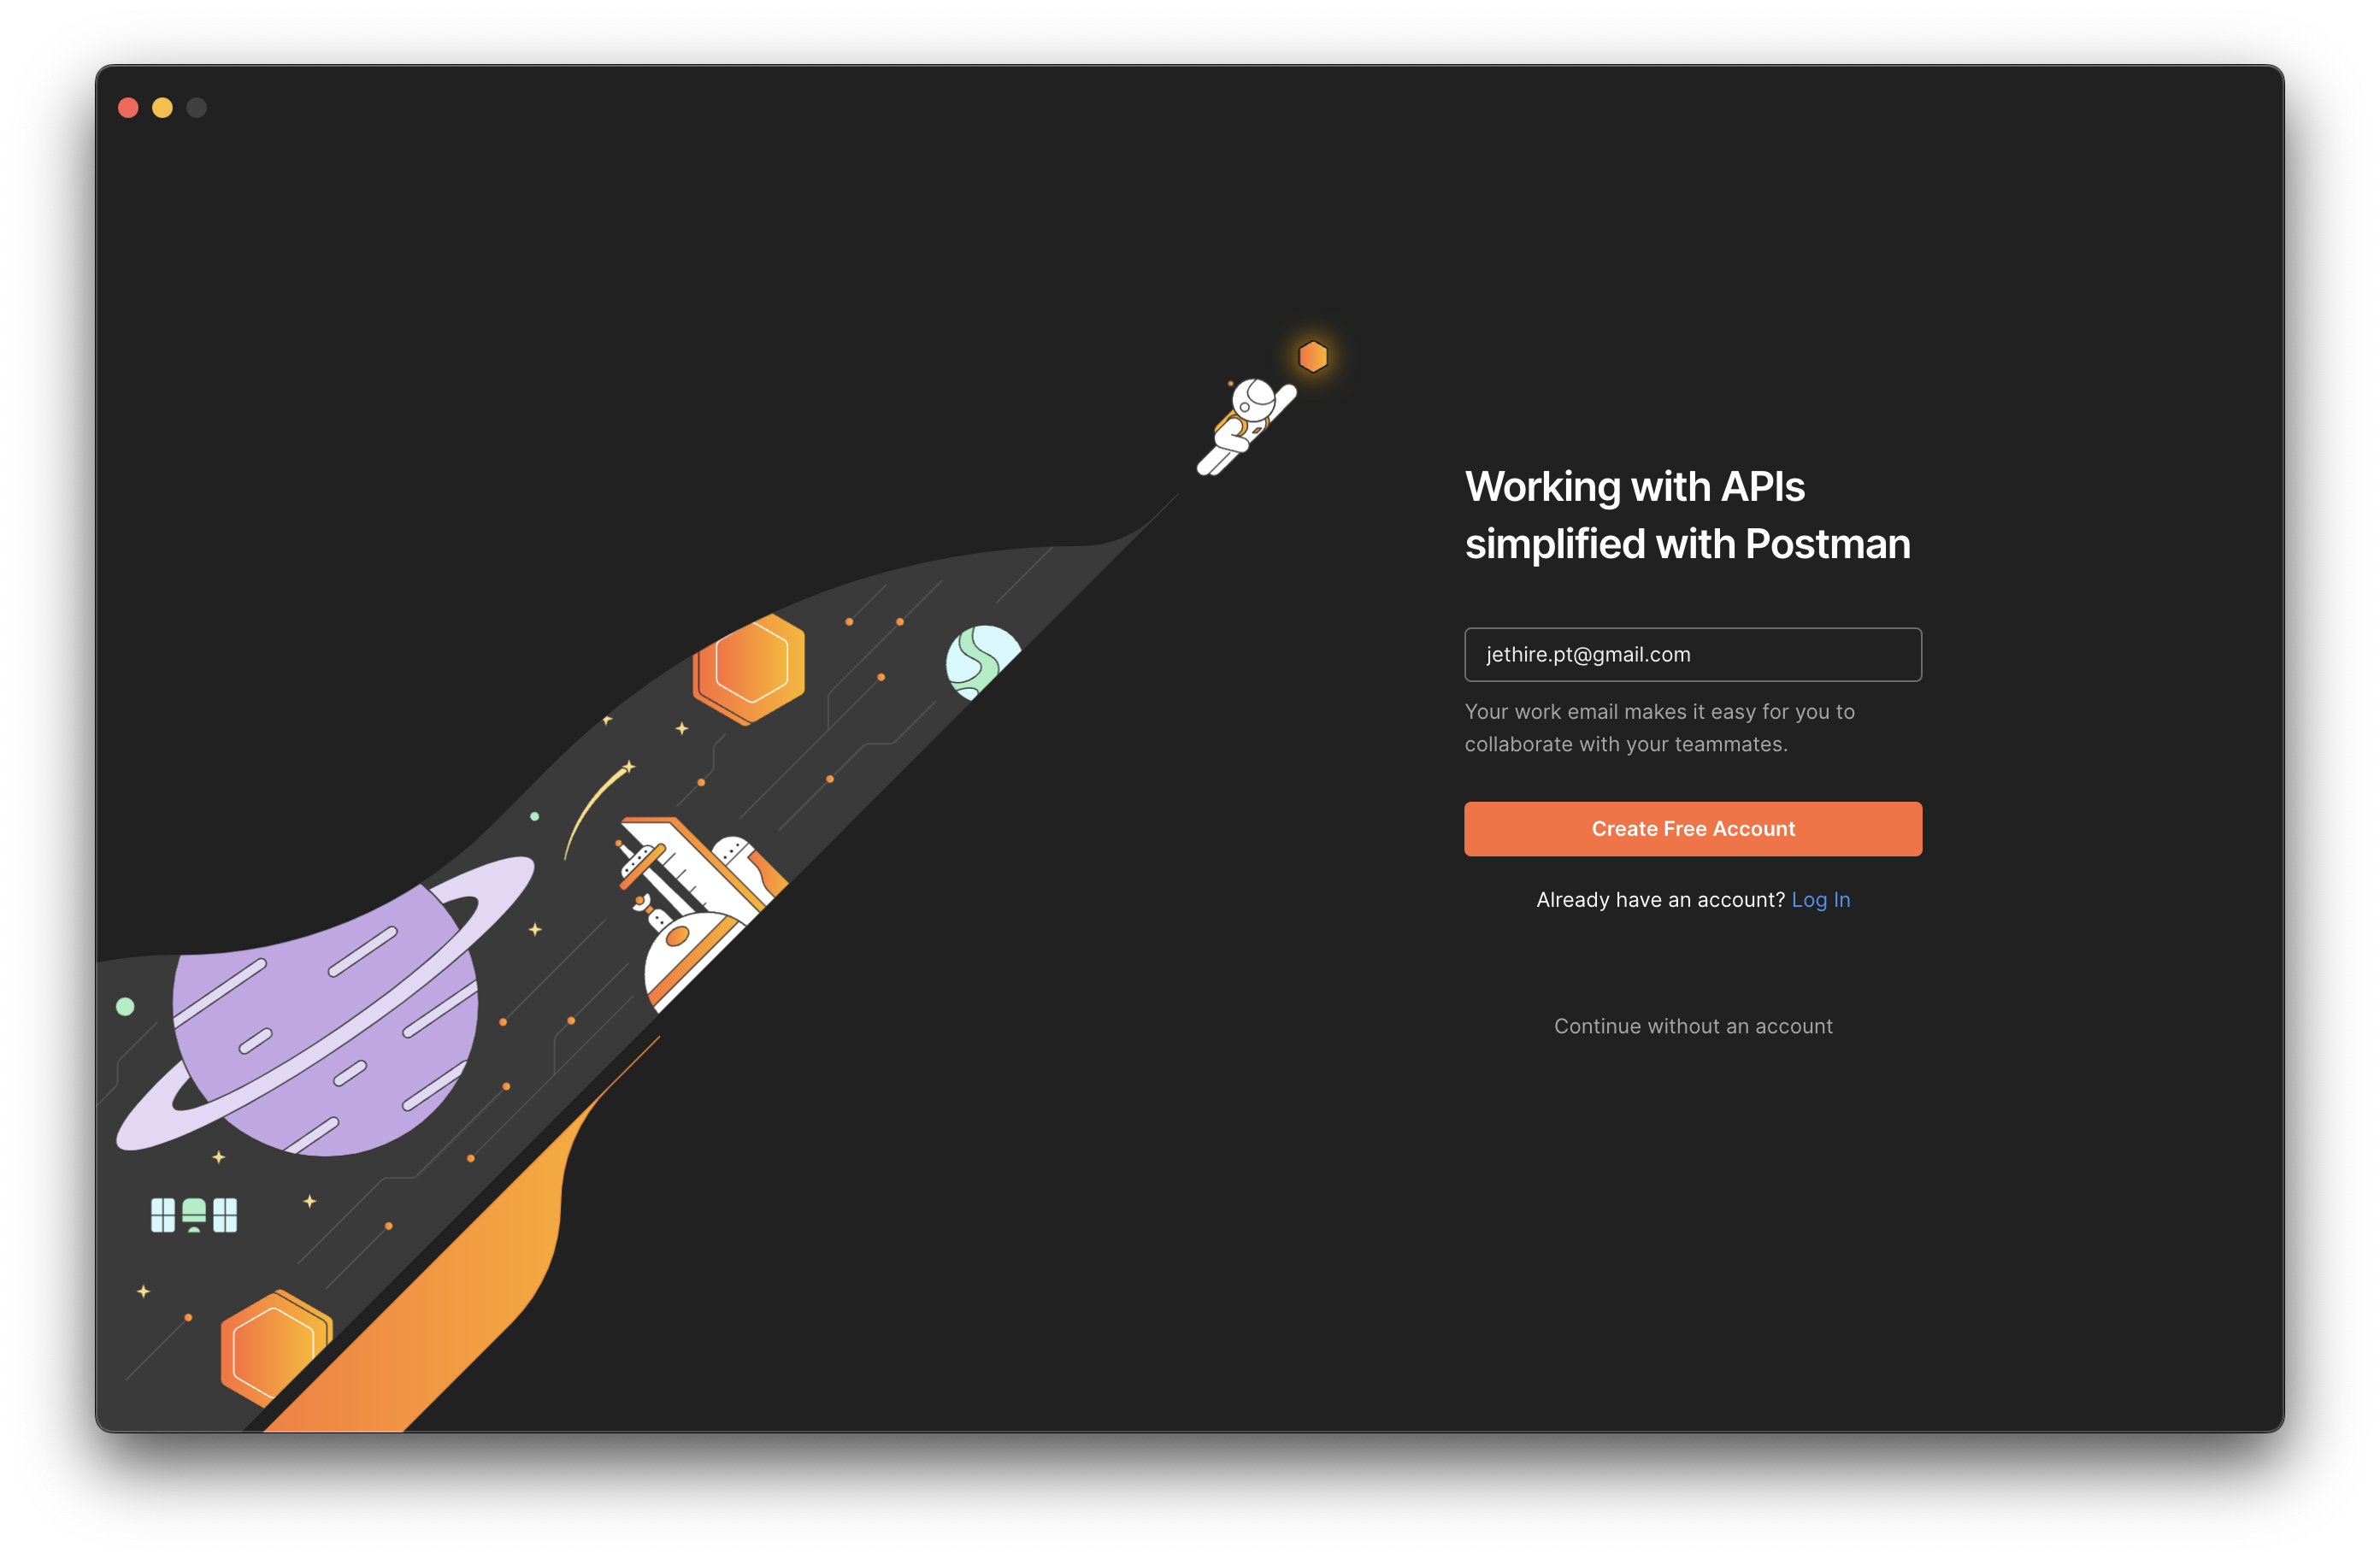 Working with APIs
simplified with Postman
jethire.pt@gmail.com
Your work email makes it easy for you to
collaborate with your teammates.
Create Free Account
Already have an account? Log In
Continue without an account